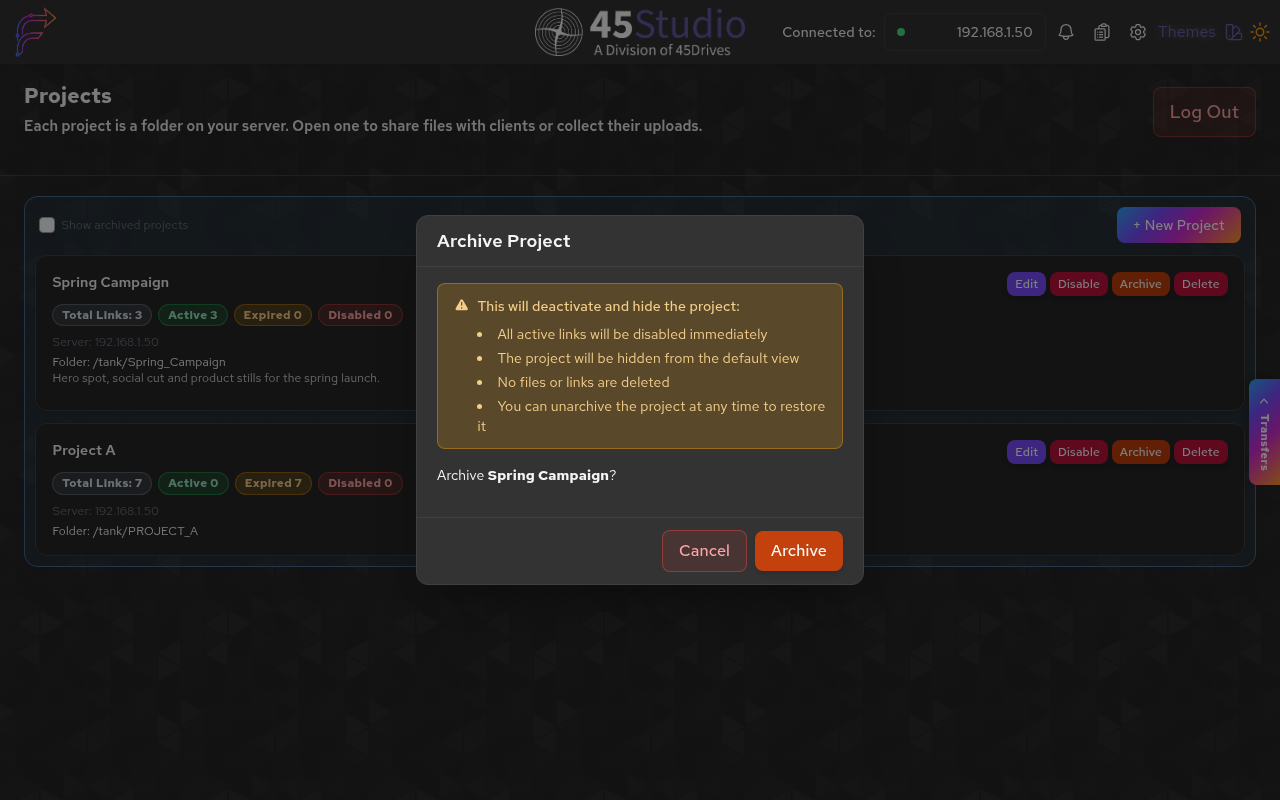 45Studio
A Division of 45Drives
Connected to:
192.168.1.50
Themes
Projects
Each project is a folder on your server. Open one to share files with clients or collect their uploads.
Log Out
Show archived projects
+ New Project
Spring Campaign
Edit
Disable
Archive
Delete
Total Links: 3
Active 3
Expired 0
Disabled 0
Server: 192.168.1.50
Folder: /tank/Spring_Campaign
Hero spot, social cut and product stills for the spring launch.
Project A
Edit
Disable
Archive
Delete
Total Links: 7
Active 0
Expired 7
Disabled 0
Server: 192.168.1.50
Folder: /tank/PROJECT_A
Transfers
Archive Project
This will deactivate and hide the project:
• All active links will be disabled immediately
• The project will be hidden from the default view
• No files or links are deleted
• You can unarchive the project at any time to restore
it
Archive Spring Campaign?
Cancel
Archive